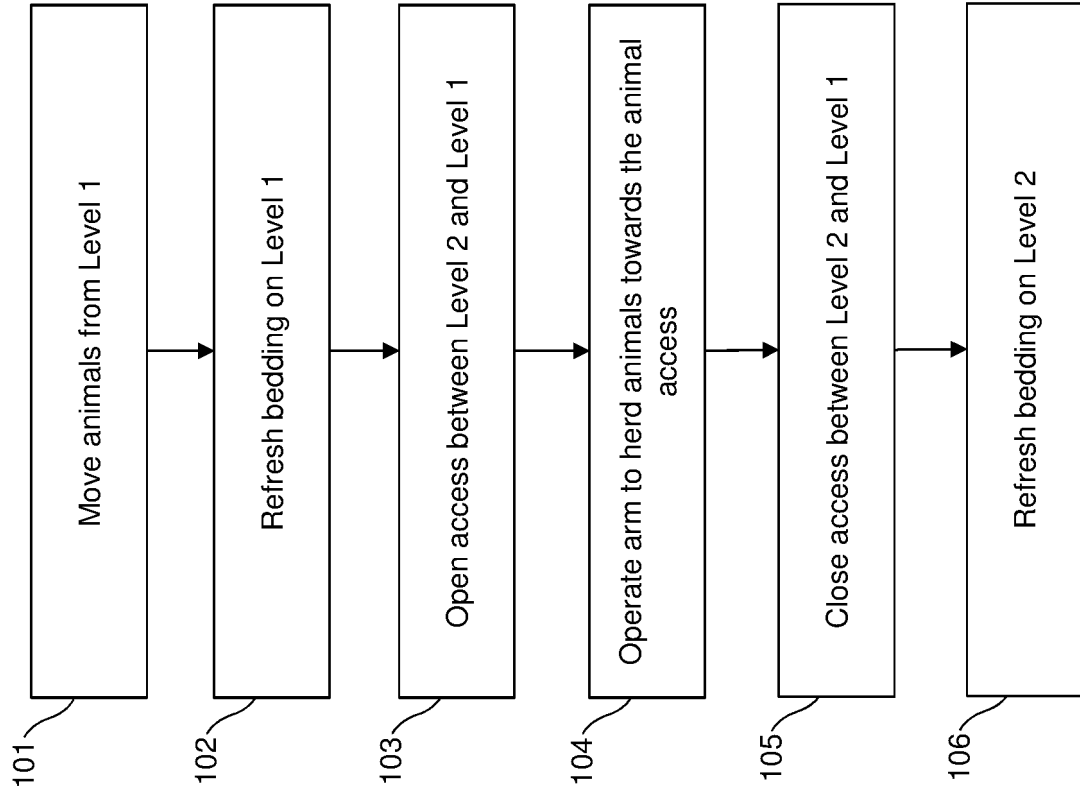 101
Move animals from Level 1
102
Refresh bedding on Level 1
103
Open access between Level 2 and Level 1
104
Operate arm to herd animals towards the animal
access
105
Close access between Level 2 and Level 1
106
Refresh bedding on Level 2